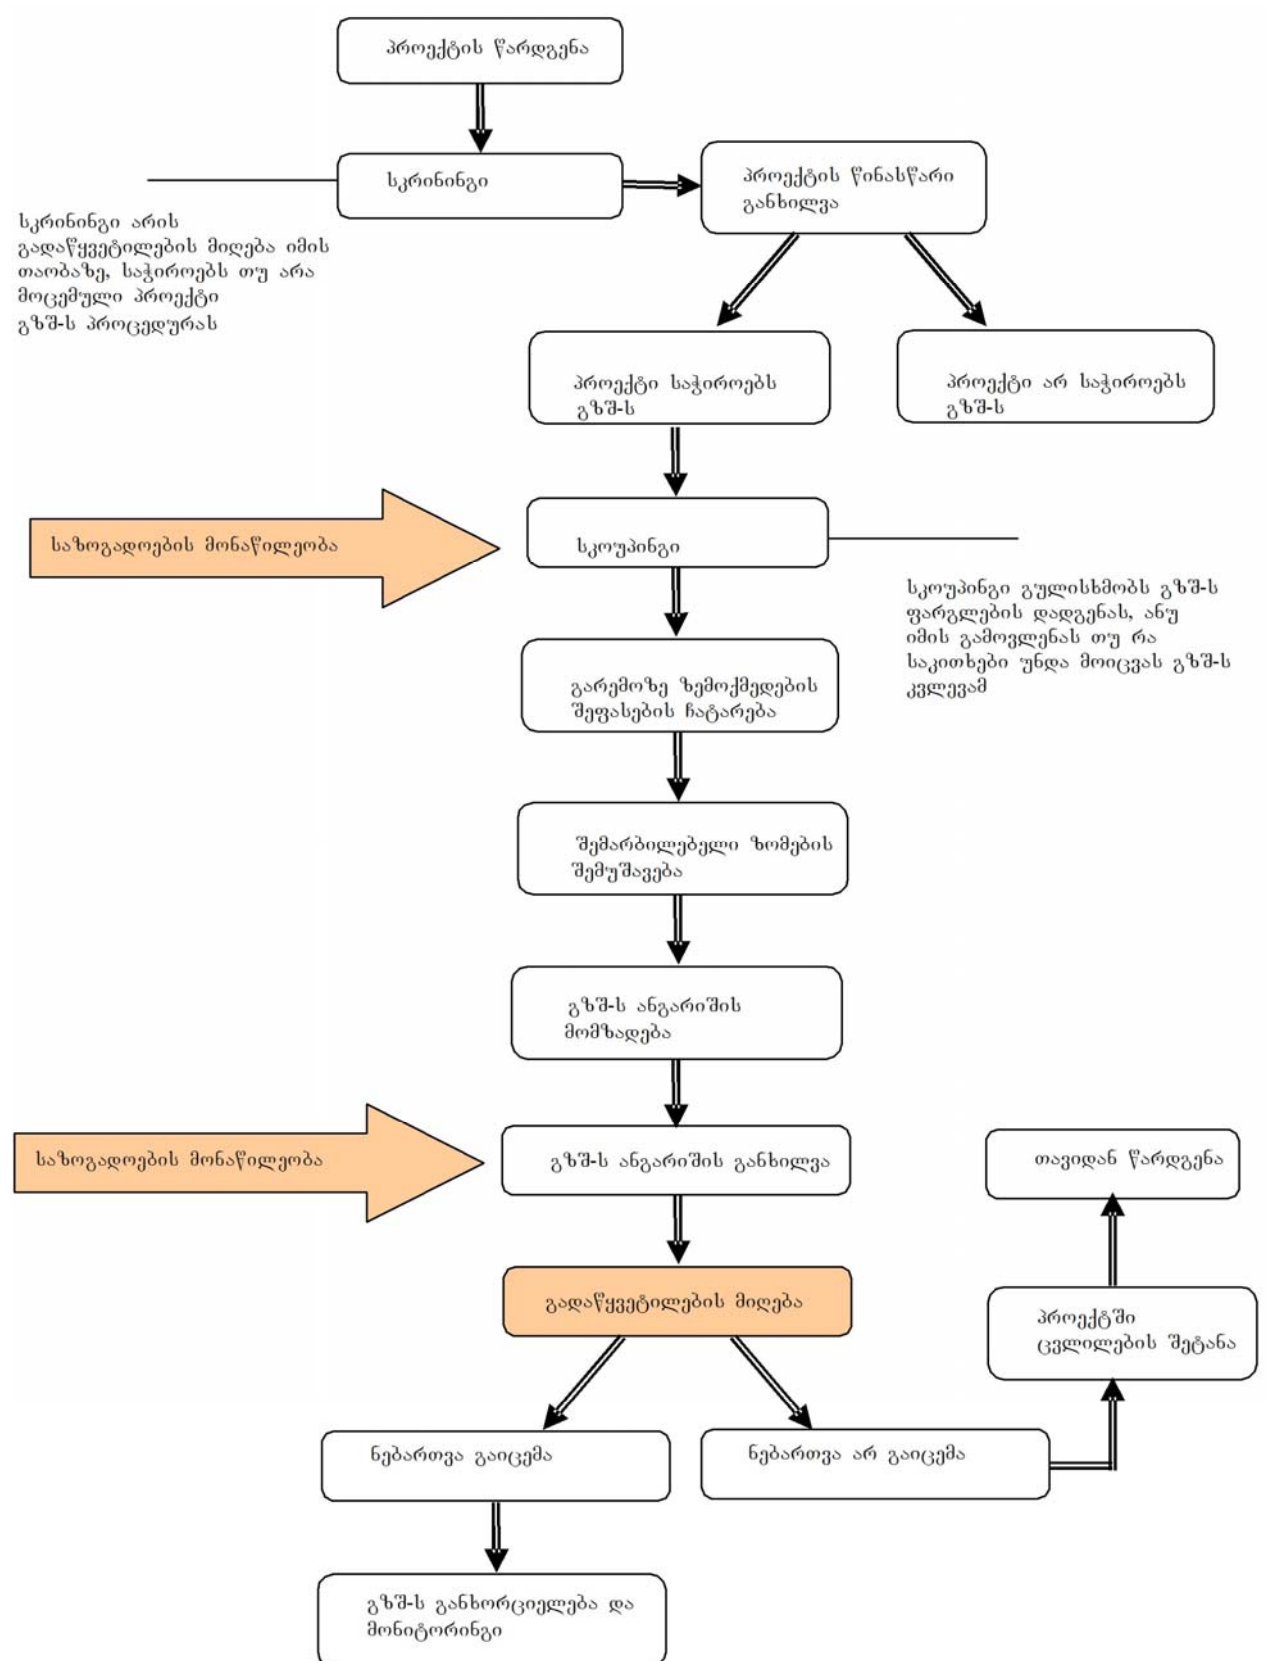 პროექტის წარდგენა
სკრინინგი
პროექტის წინასწარი
განხილვა
სკრინინგი არის
გადაწყვეტილების მიღება იმის
თაობაზე, საჭიროებს თუ არა
მოცემული პროექტი
გზშ-ს პროცედურას
პროექტი საჭიროებს
გზშ-ს
პროექტი არ საჭიროებს
გზშ-ს
საზოგადოების მონაწილეობა
სკოუპინგი
სკოუპინგი გულისხმობს გზშ-ს
ფარგლების დადგენას, ანუ
იმის გამოვლენას თუ რა
საკითხები უნდა მოიცვას გზშ-ს
კვლევამ
გარემოზე ზემოქმედების
შეფასების ჩატარება
შემარბილებელი ზომების
შემუშავება
გზშ-ს ანგარიშის
მომზადება
საზოგადოების მონაწილეობა
გზშ-ს ანგარიშის განხილვა
თავიდან წარდგენა
გადაწყვეტილების მიღება
პროექტში
ცვლილების შეტანა
ნებართვა გაიცემა
ნებართვა არ გაიცემა
გზშ-ს განხორციელება და
მონიტორინგი